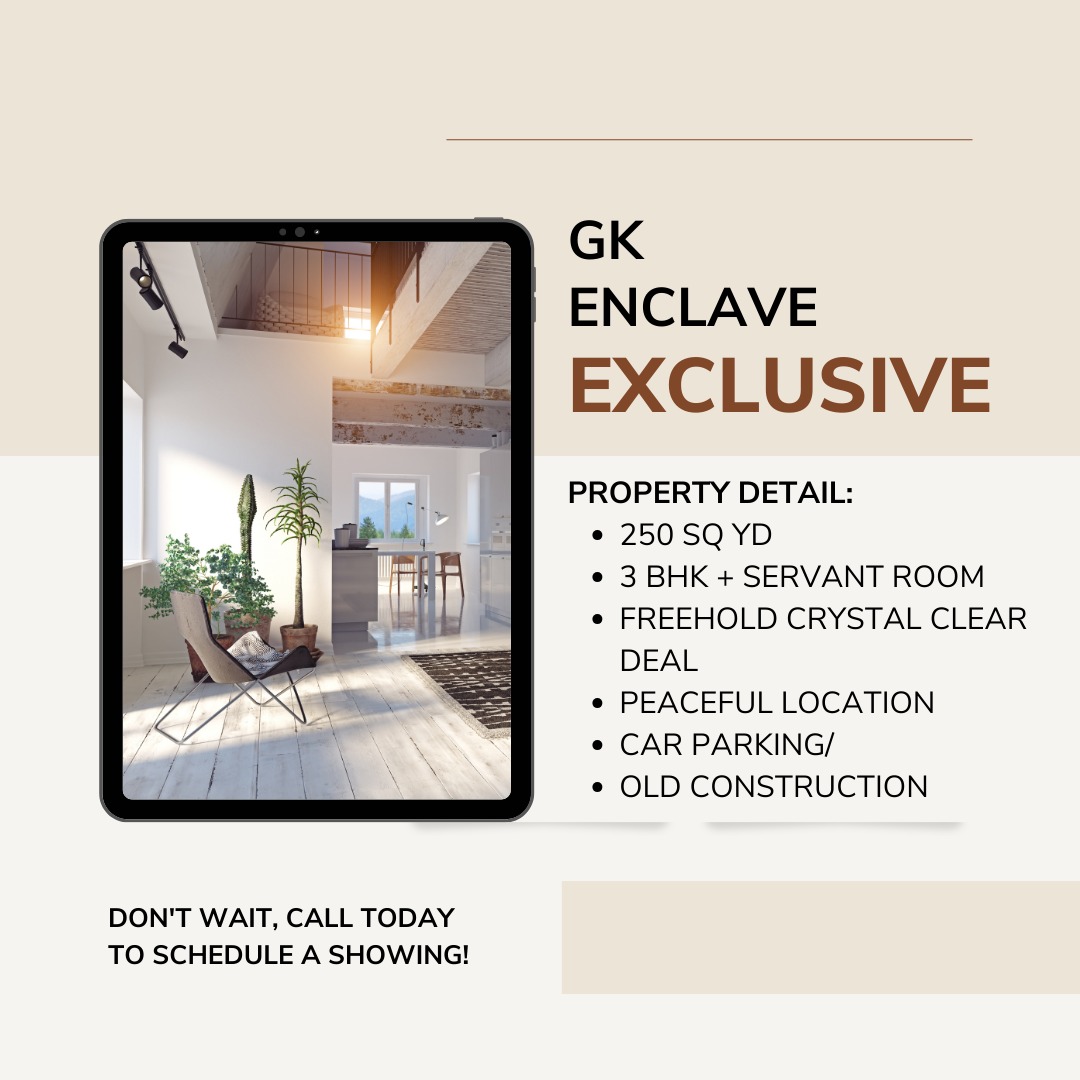 GK
ENCLAVE
EXCLUSIVE
PROPERTY DETAIL:
• 250 SQ YD
• 3 BHK + SERVANT ROOM
• FREEHOLD CRYSTAL CLEAR
DEAL
• PEACEFUL LOCATION
• CAR PARKING/
• OLD CONSTRUCTION
DON'T WAIT, CALL TODAY
TO SCHEDULE A SHOWING!